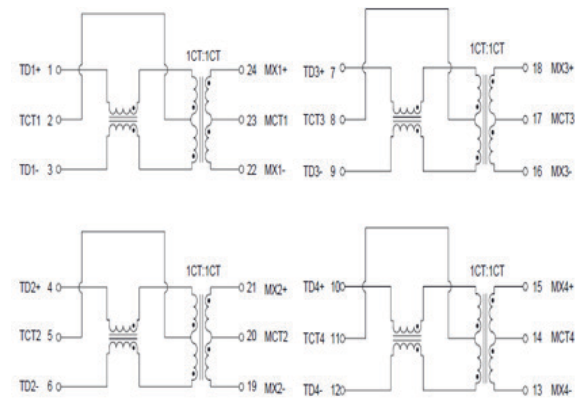 1CT:1CT
TD1+ 1
24 MX1+
TCT1 2
23 MCT1
TD1- 3
22 MX1-
1CT:1CT
TD3+ 7
18 MX3+
TCT3 8
17 MCT3
TD3- 9
16 MX3-
1CT:1CT
TD2+ 4
21 MX2+
TCT2 5
20 MCT2
TD2- 6
19 MX2-
1CT:1CT
TD4+ 10
15 MX4+
TCT4 11
14 MCT4
TD4- 12
13 MX4-